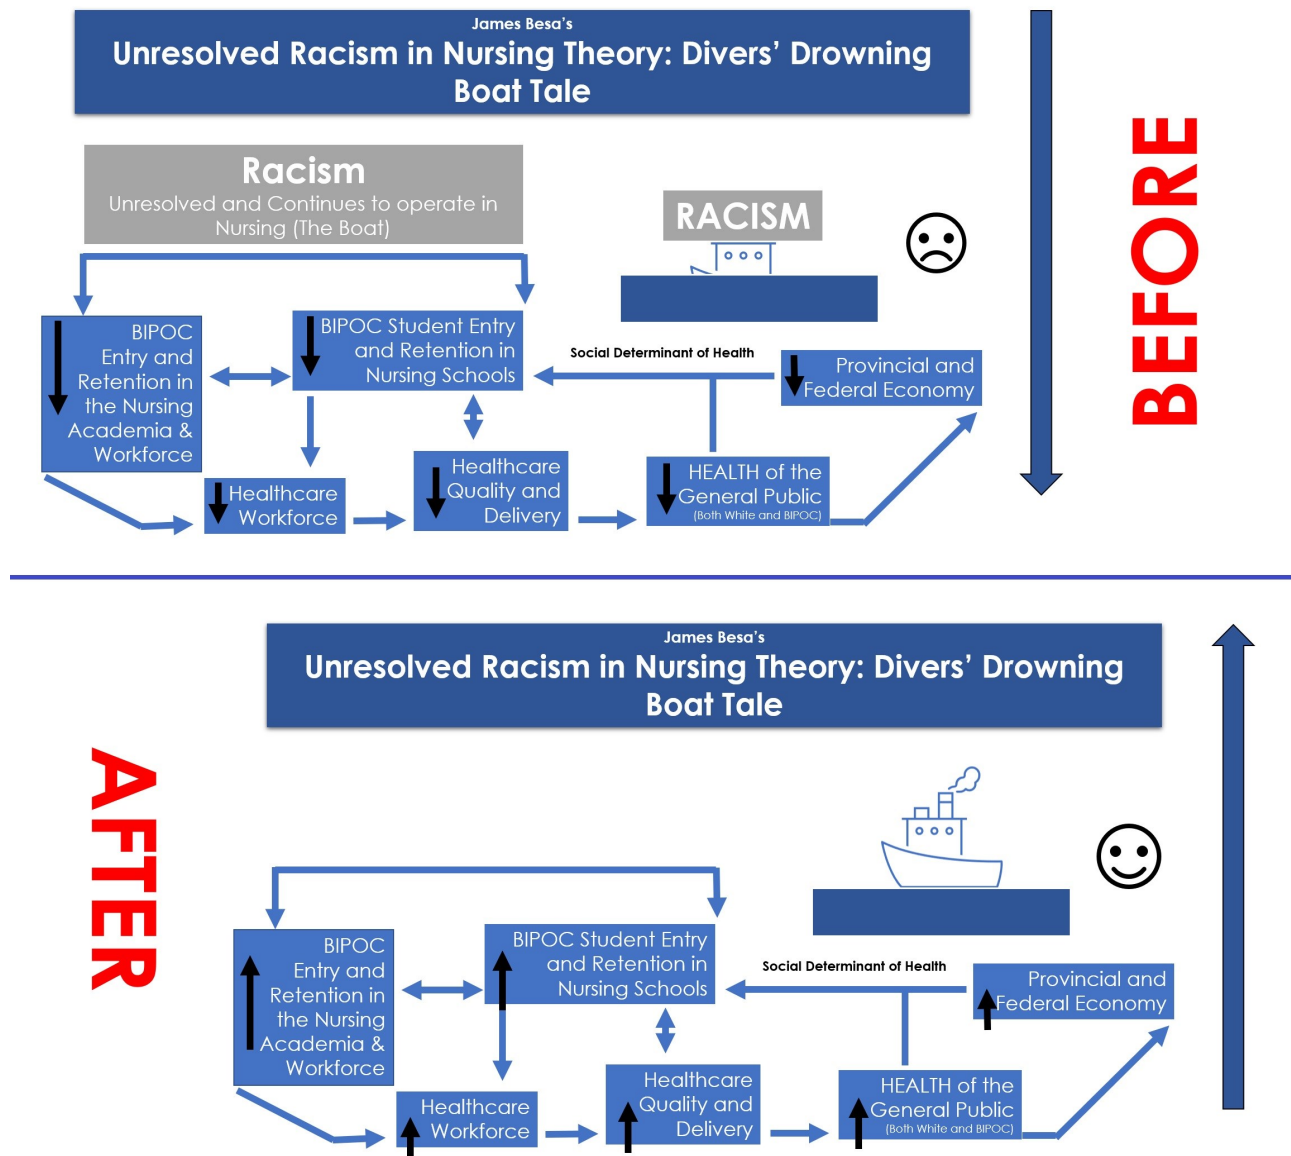 James Besa's
Unresolved Racism in Nursing Theory: Divers' Drowning
Boat Tale
BEFORE
Racism
Unresolved and Continues to operate in
Nursing (The Boat)
RACISM
BIPOC
Entry and
Retention in
the Nursing
Academia &
Workforce
BIPOC Student Entry
and Retention in
Nursing Schools
Social Determinant of Health
Provincial and
Federal Economy
Healthcare
Workforce
Healthcare
Quality and
Delivery
HEALTH of the
General Public
(Both White and BIPOC)
James Besa's
Unresolved Racism in Nursing Theory: Divers' Drowning
Boat Tale
AFTER
BIPOC
Entry and
Retention in
the Nursing
Academia &
Workforce
BIPOC Student Entry
and Retention in
Nursing Schools
Social Determinant of Health
Provincial and
Federal Economy
Healthcare
Workforce
Healthcare
Quality and
Delivery
HEALTH of the
General Public
(Both White and BIPOC)